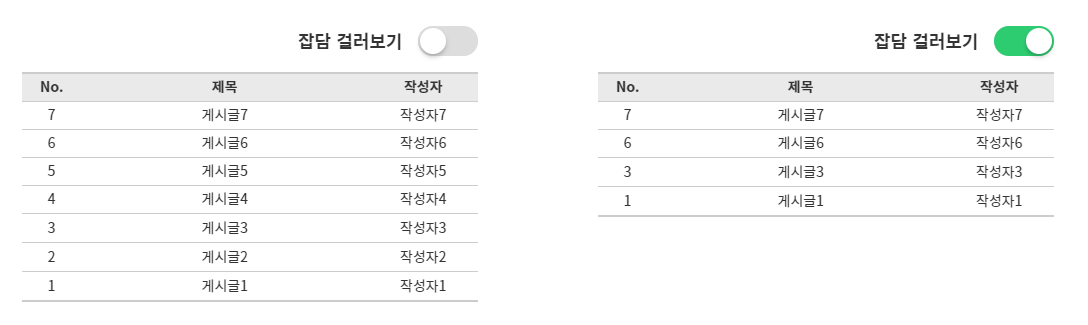 잡담 걸러보기
No. 제목 작성자
7 게시글7 작성자7
6 게시글6 작성자6
5 게시글5 작성자5
4 게시글4 작성자4
3 게시글3 작성자3
2 게시글2 작성자2
1 게시글1 작성자1
잡담 걸러보기
No. 제목 작성자
7 게시글7 작성자7
6 게시글6 작성자6
3 게시글3 작성자3
1 게시글1 작성자1